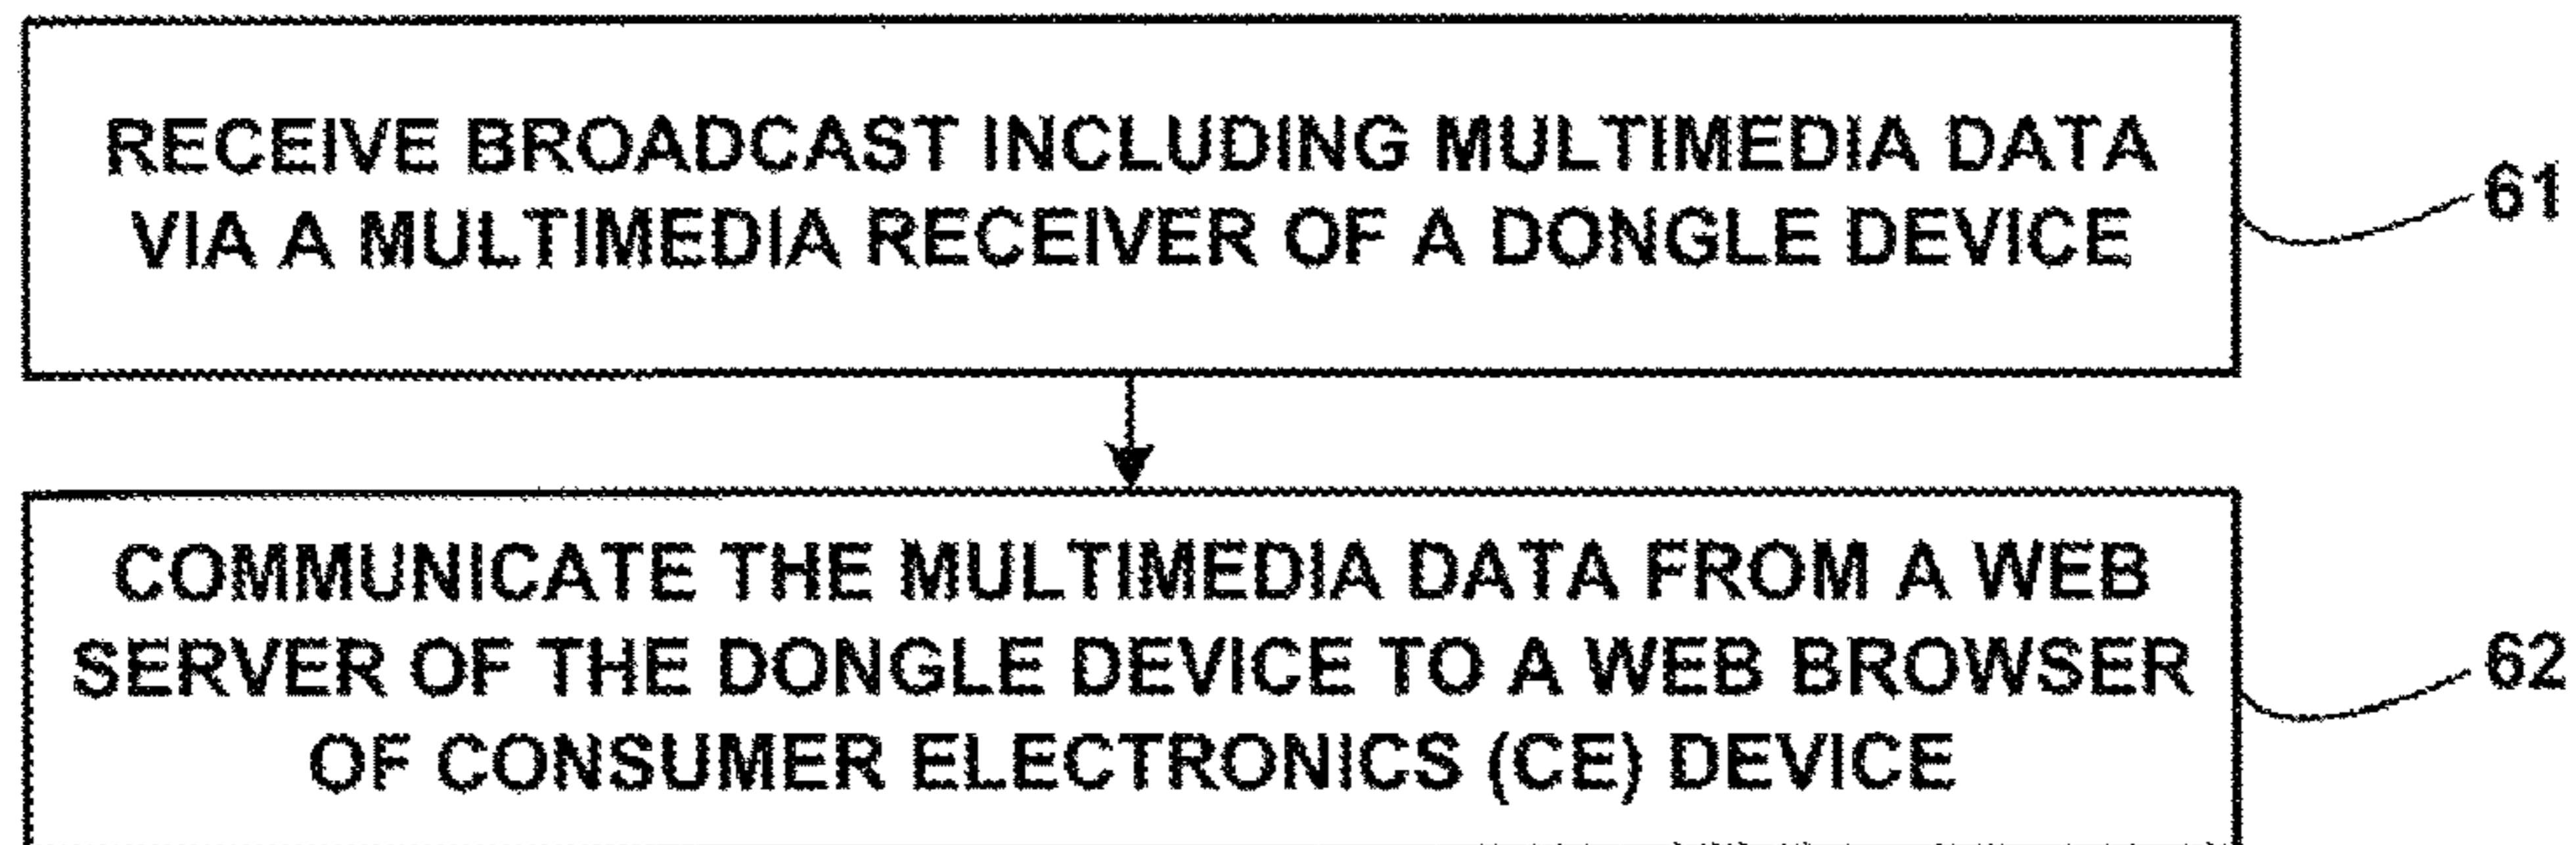 RECEIVE BROADCAST INCLUDING MULTIMEDIA DATA
VIA A MULTIMEDIA RECEIVER OF A DONGLE DEVICE
61
COMMUNICATE THE MULTIMEDIA DATA FROM A WEB
SERVER OF THE DONGLE DEVICE TO A WEB BROWSER
OF CONSUMER ELECTRONICS (CE) DEVICE
62